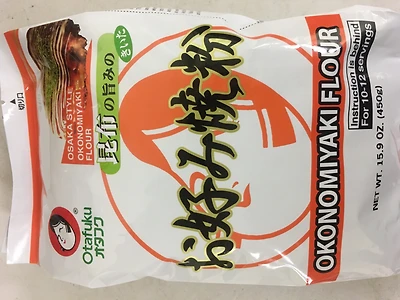 切り口
Otafuku
オタフク
OSAKA STYLE
OKONOMIYAKI
FLOUR
昆布の旨みの
きいた
お好み焼粉
OKONOMIYAKI FLOUR
Instruction is behind
For 10-12 servings
NET WT. 15.9 OZ. (450g)